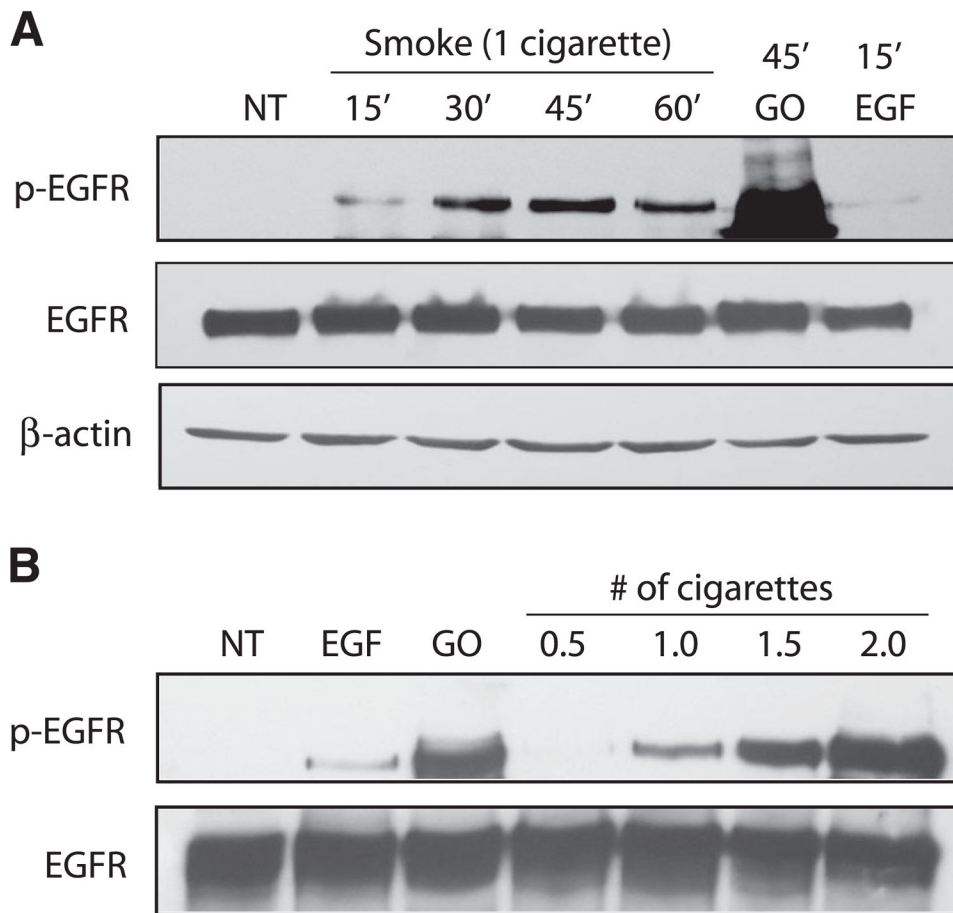 A
Smoke (1 cigarette)
45′ 15′
NT 15′ 30′ 45′ 60′ GO EGF
p-EGFR
EGFR
β-actin
B
# of cigarettes
NT EGF GO 0.5 1.0 1.5 2.0
p-EGFR
EGFR